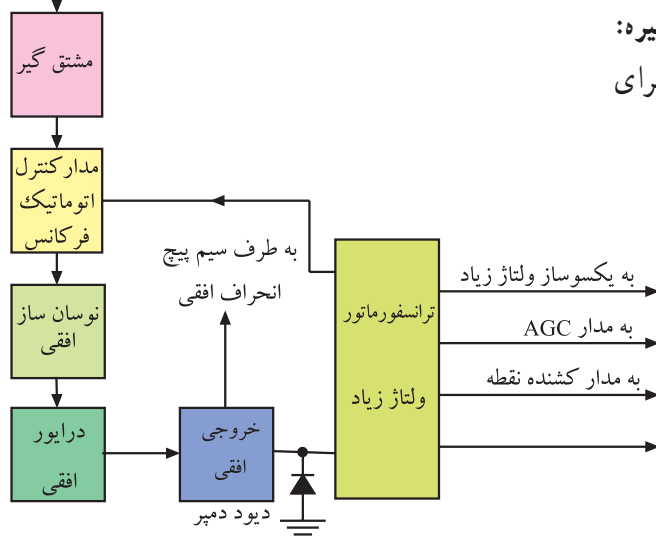 یره:
رای
مشتق گیر
مدار کنترل
اتوماتیک
فرکانس
نوسان ساز
افقی
درایور
افقی
خروجی
افقی
دیود دمپر
به طرف سیم پیچ
انحراف افقی
ترانسفورماتور
ولتاژ زیاد
به یکسوساز ولتاژ زیاد
به مدار AGC
به مدار کشنده نقطه